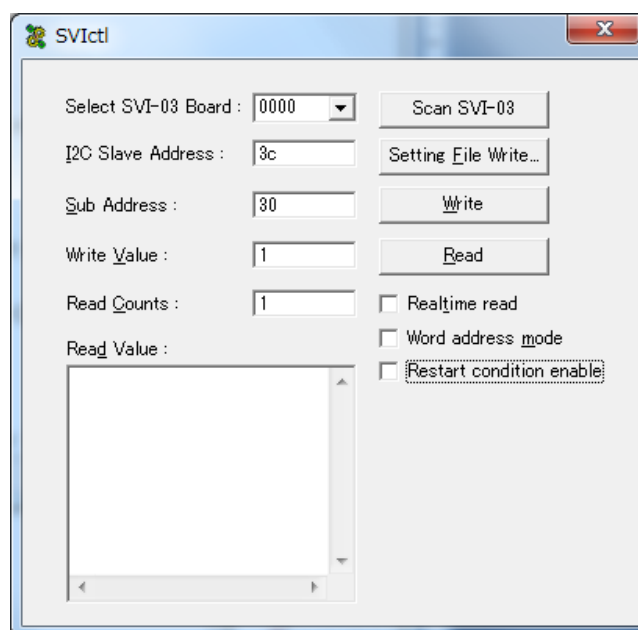 SVIctl
Select SVI-03 Board : 0000 Scan SVI-03
I2C Slave Address : 3c Setting File Write...
Sub Address : 30 Write
Write Value : 1 Read
Read Counts : 1 Realtime read
Word address mode
Read Value :
Restart condition enable